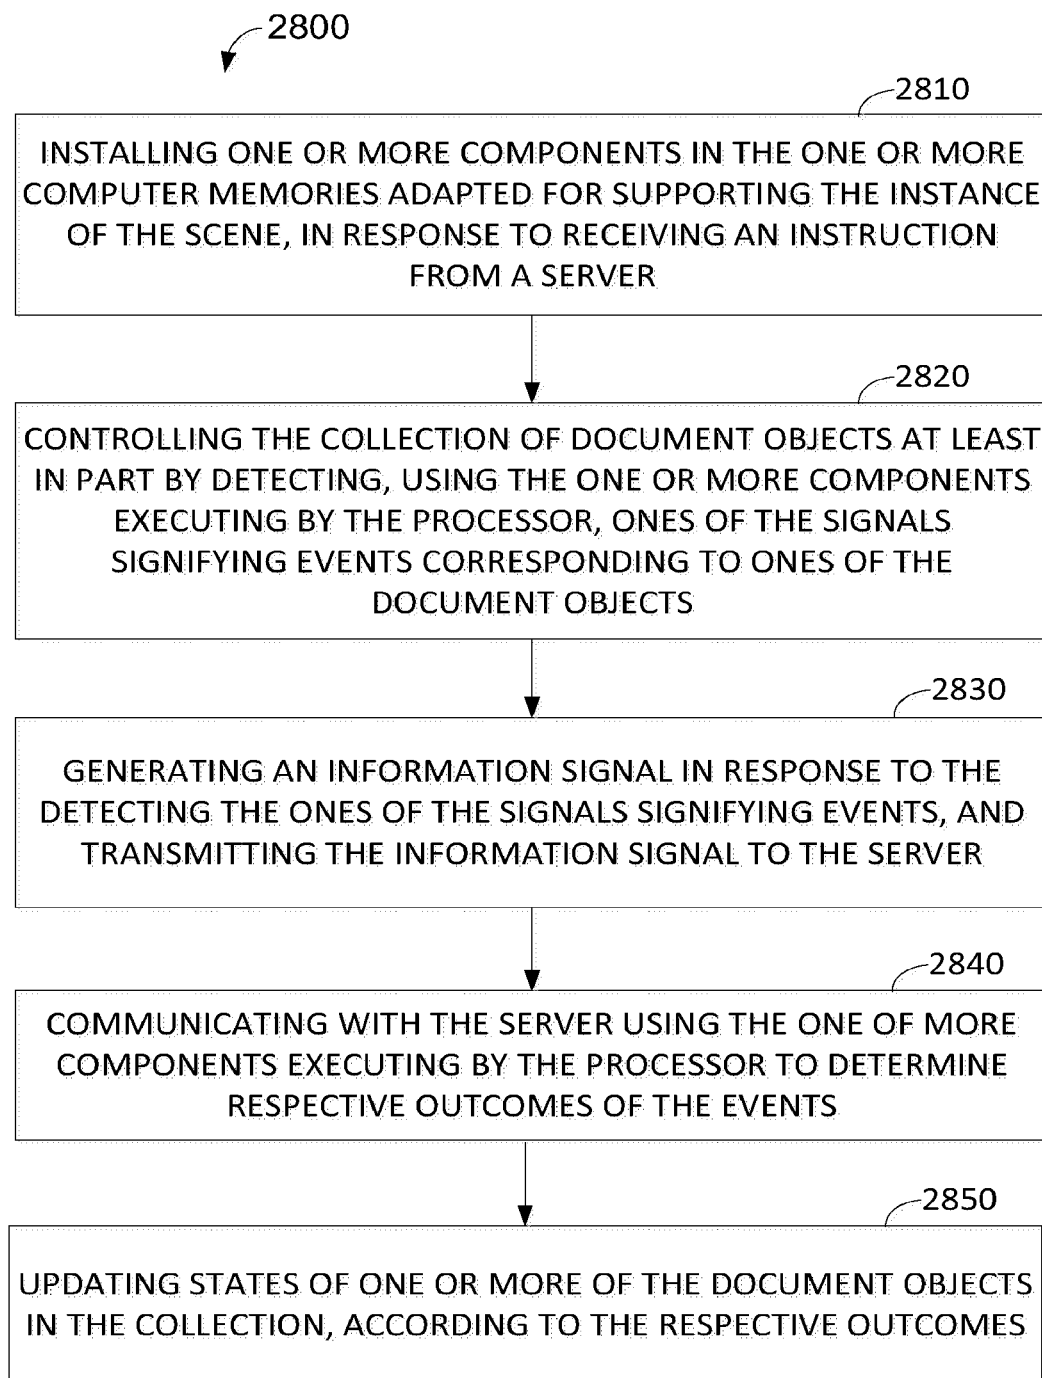 2800
2810
INSTALLING ONE OR MORE COMPONENTS IN THE ONE OR MORE
COMPUTER MEMORIES ADAPTED FOR SUPPORTING THE INSTANCE
OF THE SCENE, IN RESPONSE TO RECEIVING AN INSTRUCTION
FROM A SERVER
2820
CONTROLLING THE COLLECTION OF DOCUMENT OBJECTS AT LEAST
IN PART BY DETECTING, USING THE ONE OR MORE COMPONENTS
EXECUTING BY THE PROCESSOR, ONES OF THE SIGNALS
SIGNIFYING EVENTS CORRESPONDING TO ONES OF THE
DOCUMENT OBJECTS
2830
GENERATING AN INFORMATION SIGNAL IN RESPONSE TO THE
DETECTING THE ONES OF THE SIGNALS SIGNIFYING EVENTS, AND
TRANSMITTING THE INFORMATION SIGNAL TO THE SERVER
2840
COMMUNICATING WITH THE SERVER USING THE ONE OF MORE
COMPONENTS EXECUTING BY THE PROCESSOR TO DETERMINE
RESPECTIVE OUTCOMES OF THE EVENTS
2850
UPDATING STATES OF ONE OR MORE OF THE DOCUMENT OBJECTS
IN THE COLLECTION, ACCORDING TO THE RESPECTIVE OUTCOMES